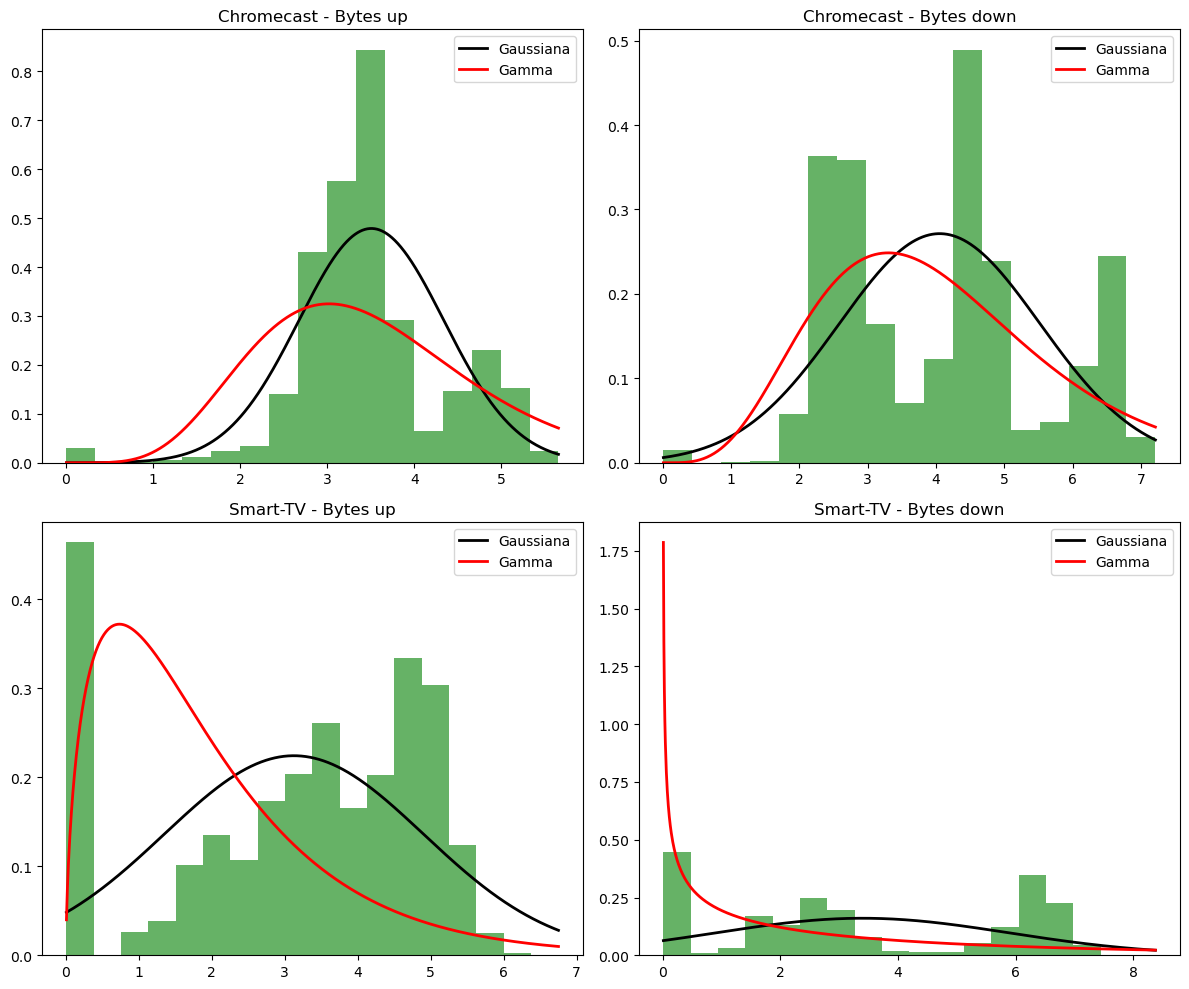 Chromecast - Bytes up
Gaussiana
Gamma
0.8
0.7
0.6
0.5
0.4
0.3
0.2
0.1
0.0
0 1 2 3 4 5
Chromecast - Bytes down
Gaussiana
Gamma
0.5
0.4
0.3
0.2
0.1
0.0
0 1 2 3 4 5 6 7
Smart-TV - Bytes up
Gaussiana
Gamma
0.4
0.3
0.2
0.1
0.0
0 1 2 3 4 5 6 7
Smart-TV - Bytes down
Gaussiana
Gamma
1.75
1.50
1.25
1.00
0.75
0.50
0.25
0.00
0 2 4 6 8